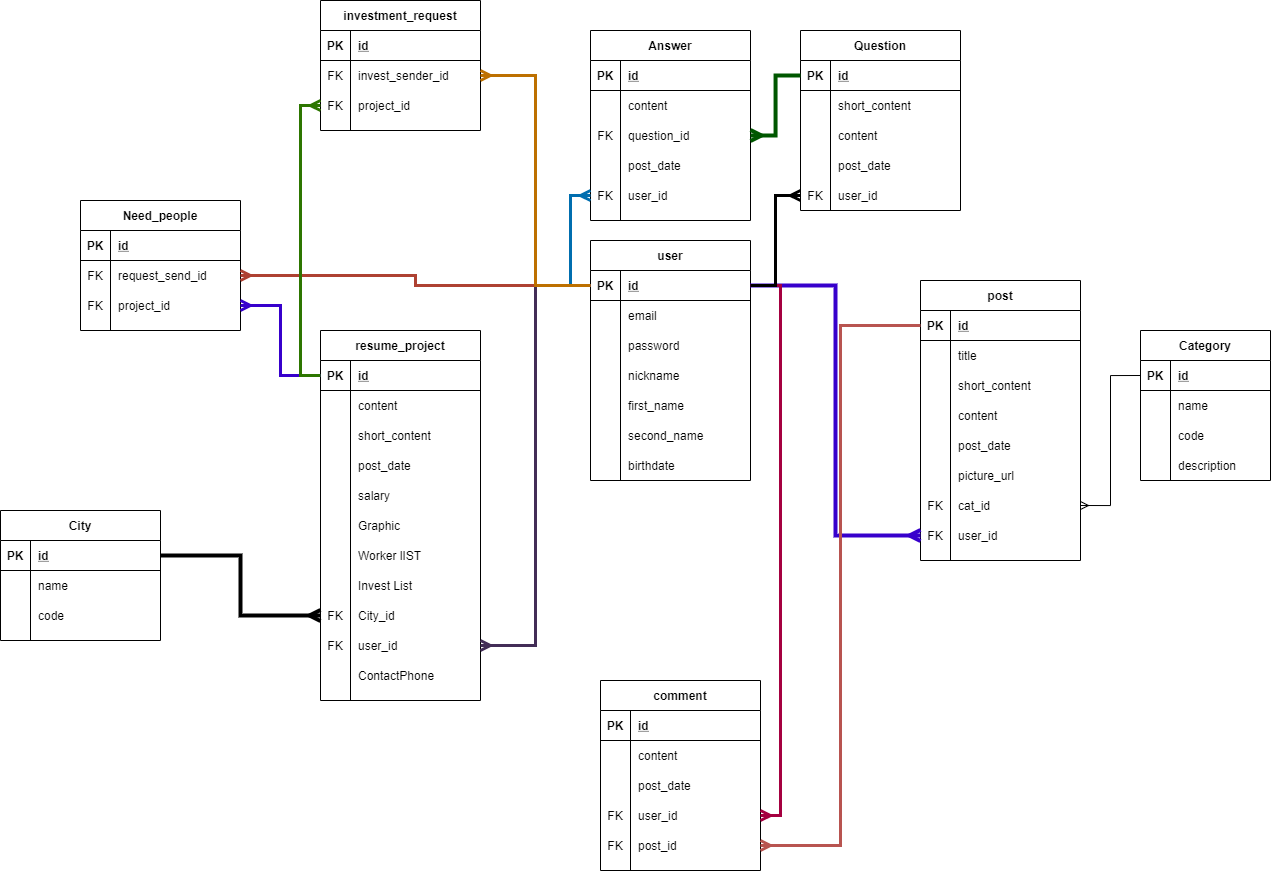 investment_request
PK id
FK invest_sender_id
FK project_id
Answer
PK id
content
FK question_id
post_date
FK user_id
Question
PK id
short_content
content
post_date
FK user_id
Need_people
PK id
FK request_send_id
FK project_id
user
PK id
email
password
nickname
first_name
second_name
birthdate
post
PK id
title
short_content
content
post_date
picture_url
FK cat_id
FK user_id
Category
PK id
name
code
description
resume_project
PK id
content
short_content
post_date
salary
Graphic
Worker lIST
Invest List
FK City_id
FK user_id
ContactPhone
City
PK id
name
code
comment
PK id
content
post_date
FK user_id
FK post_id